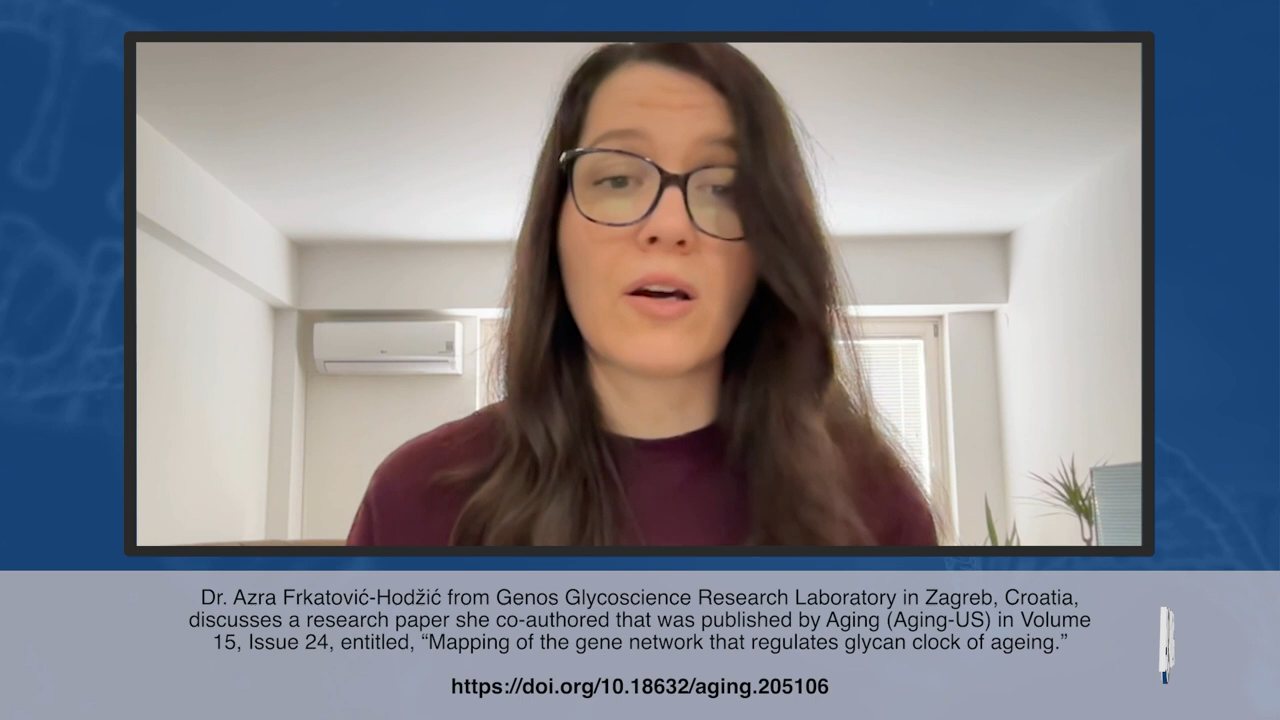 Dr. Azra Frkatović-Hodžić from Genos Glycoscience Research Laboratory in Zagreb, Croatia,
discusses a research paper she co-authored that was published by Aging (Aging-US) in Volume
15, Issue 24, entitled, “Mapping of the gene network that regulates glycan clock of ageing.”
https://doi.org/10.18632/aging.205106